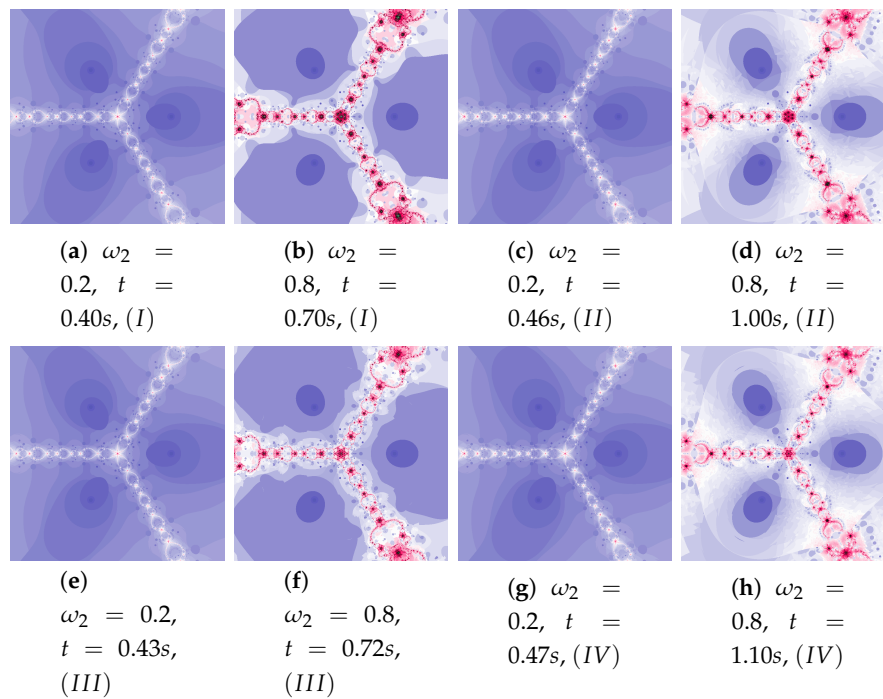 (a) ω₂ =
0.2, t =
0.40s, (I)
(b) ω₂ =
0.8, t =
0.70s, (I)
(c) ω₂ =
0.2, t =
0.46s, (II)
(d) ω₂ =
0.8, t =
1.00s, (II)
(e)
ω₂ = 0.2,
t = 0.43s,
(III)
(f)
ω₂ = 0.8,
t = 0.72s,
(III)
(g) ω₂ =
0.2, t =
0.47s, (IV)
(h) ω₂ =
0.8, t =
1.10s, (IV)